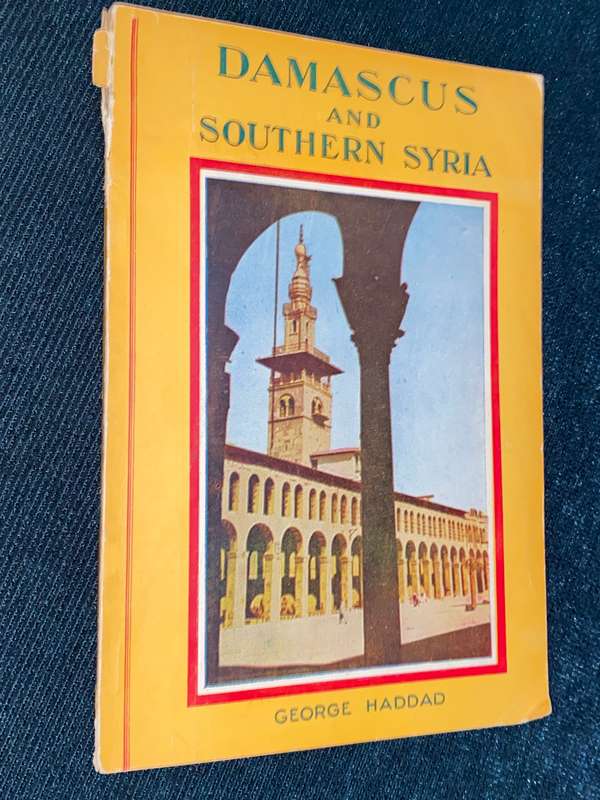 DAMASCUS
AND
SOUTHERN SYRIA
GEORGE HADDAD